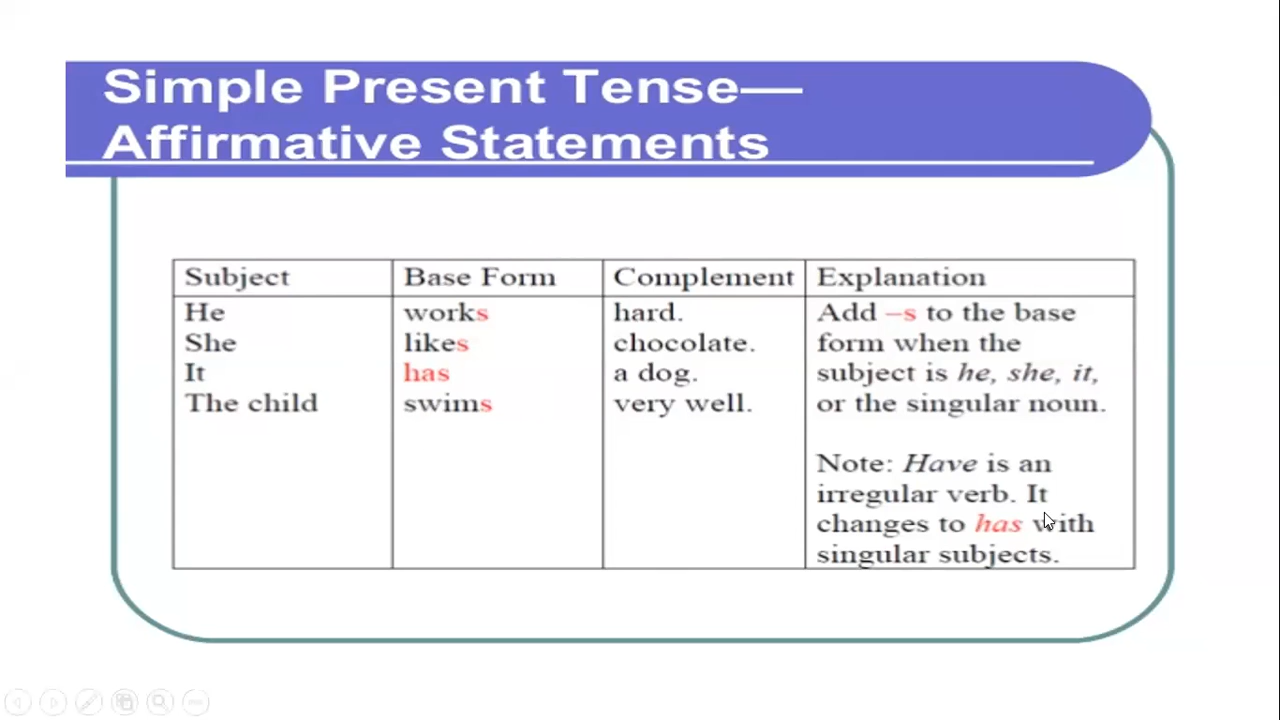 Simple Present Tense—
Affirmative Statements
Subject Base Form Complement Explanation
He works hard. Add –s to the base
She likes chocolate. form when the
It has a dog. subject is he, she, it,
The child swims very well. or the singular noun.
Note: Have is an
irregular verb. It
changes to has with
singular subjects.